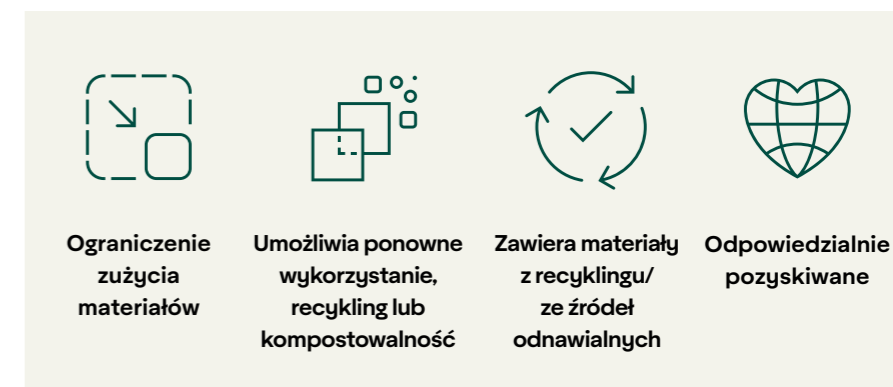 Ograniczenie
zużycia
materiałów
Umożliwia ponowne
wykorzystanie,
recykling lub
kompostowalność
Zawiera materiały
z recyklingu/
ze źródeł
odnawialnych
Odpowiedzialnie
pozyskiwane